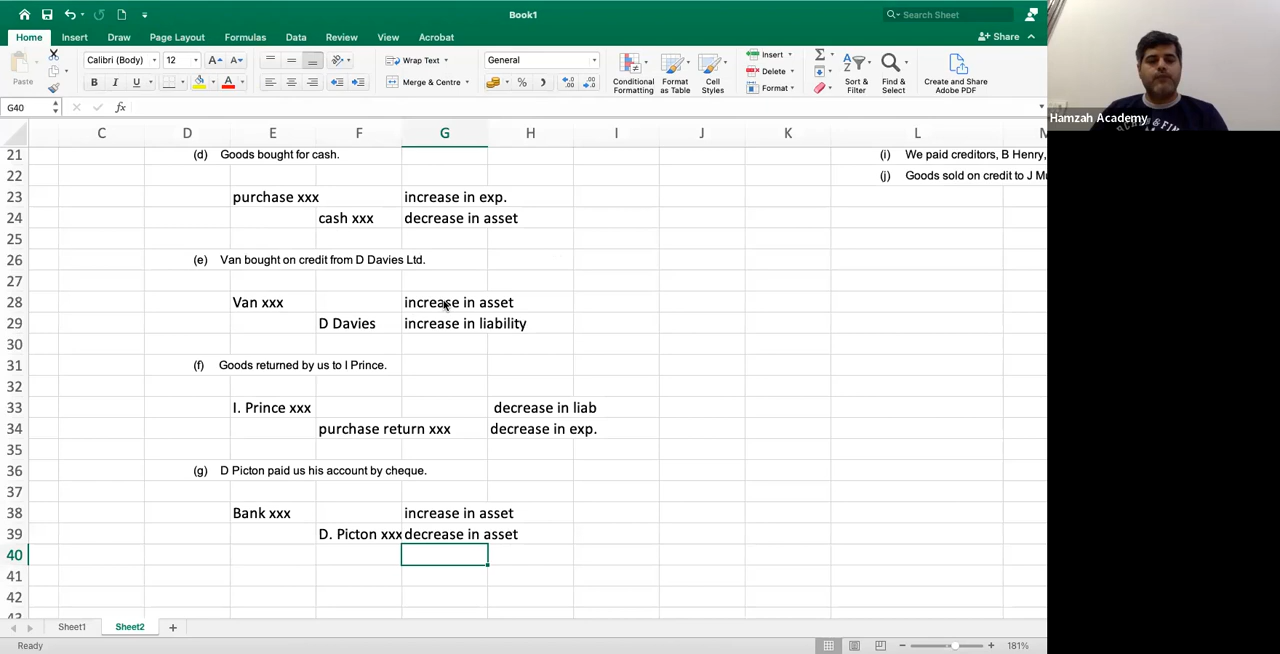 Book1
Search Sheet
Home Insert Draw Page Layout Formulas Data Review View Acrobat
Share
Paste
Calibri (Body) 12
B I U
Wrap Text
Merge & Centre
General
Conditional Formatting
Format as Table
Cell Styles
Insert
Delete
Format
Sort & Filter
Find & Select
Create and Share Adobe PDF
G40 fx
C D E F G H I J K L M
21 (d) Goods bought for cash. (i) We paid creditors, B Henry,
22 (j) Goods sold on credit to J Mu
23 purchase xxx increase in exp.
24 cash xxx decrease in asset
25
26 (e) Van bought on credit from D Davies Ltd.
27
28 Van xxx increase in asset
29 D Davies increase in liability
30
31 (f) Goods returned by us to I Prince.
32
33 I. Prince xxx decrease in liab
34 purchase return xxx decrease in exp.
35
36 (g) D Picton paid us his account by cheque.
37
38 Bank xxx increase in asset
39 D. Picton xxx decrease in asset
40
41
42
43
Sheet1 Sheet2 +
Ready
181%
Hamzah Academy